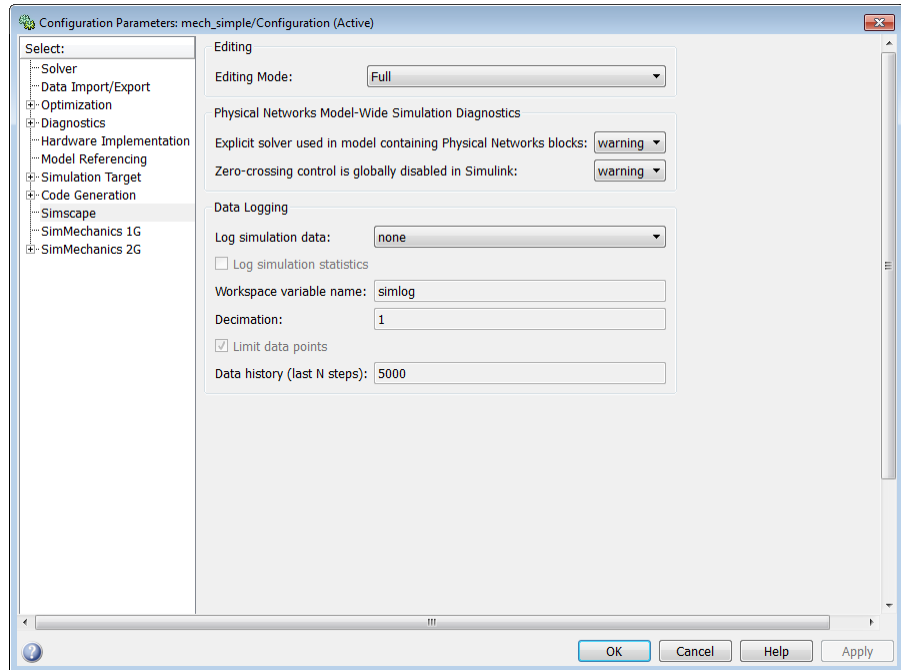 Configuration Parameters: mech_simple/Configuration (Active)
Select:
Solver
Data Import/Export
Optimization
Diagnostics
Hardware Implementation
Model Referencing
Simulation Target
Code Generation
Simscape
SimMechanics 1G
SimMechanics 2G
Editing
Editing Mode: Full
Physical Networks Model-Wide Simulation Diagnostics
Explicit solver used in model containing Physical Networks blocks: warning
Zero-crossing control is globally disabled in Simulink: warning
Data Logging
Log simulation data: none
Log simulation statistics
Workspace variable name: simlog
Decimation: 1
Limit data points
Data history (last N steps): 5000
OK Cancel Help Apply